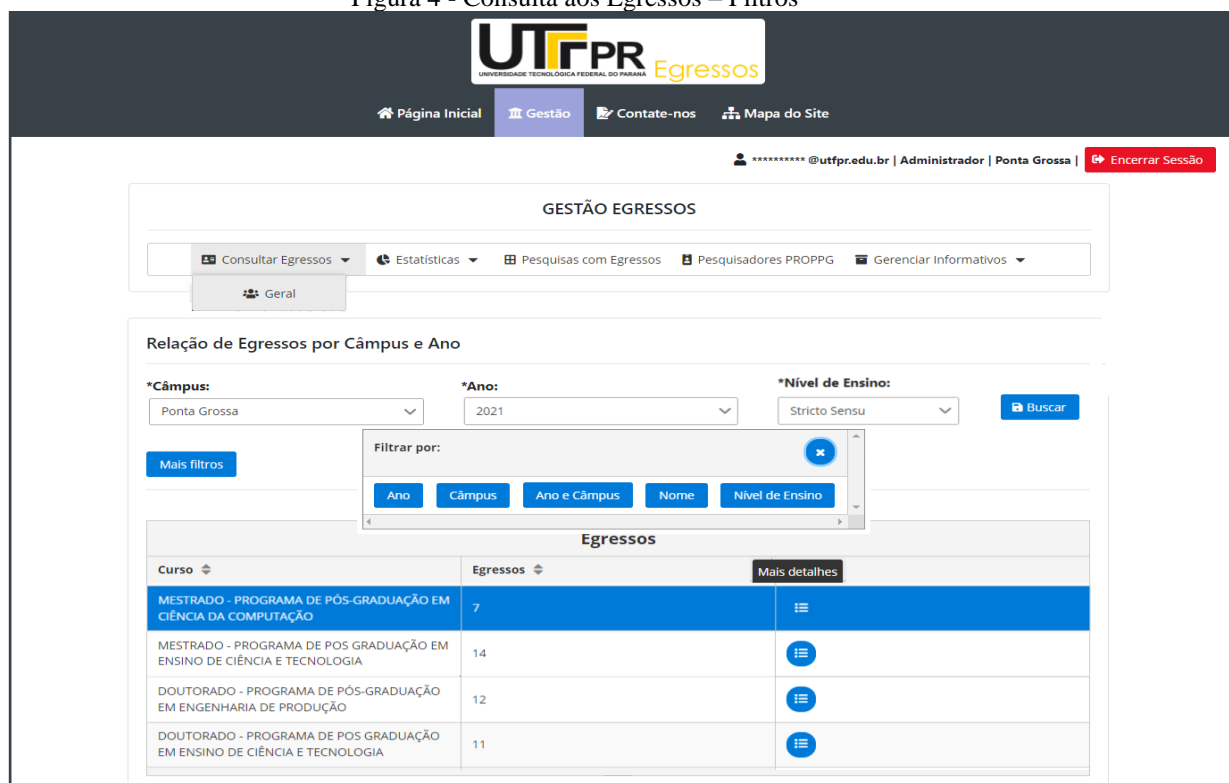 Figura 4 - Consulta aos Egressos – Filtros
UTFPR Egressos
UNIVERSIDADE TECNOLÓGICA FEDERAL DO PARANÁ
Página Inicial Gestão Contate-nos Mapa do Site
********** @utfpr.edu.br | Administrador | Ponta Grossa | Encerrar Sessão
GESTÃO EGRESSOS
Consultar Egressos Estatísticas Pesquisas com Egressos Pesquisadores PROPPG Gerenciar Informativos
Geral
Relação de Egressos por Câmpus e Ano
*Câmpus: *Ano: *Nível de Ensino:
Ponta Grossa 2021 Stricto Sensu Buscar
Filtrar por:
Mais filtros
Ano Câmpus Ano e Câmpus Nome Nível de Ensino
Egressos
Curso Egressos Mais detalhes
MESTRADO - PROGRAMA DE PÓS-GRADUAÇÃO EM
CIÊNCIA DA COMPUTAÇÃO
7
MESTRADO - PROGRAMA DE POS GRADUAÇÃO EM
ENSINO DE CIÊNCIA E TECNOLOGIA
14
DOUTORADO - PROGRAMA DE PÓS-GRADUAÇÃO
EM ENGENHARIA DE PRODUÇÃO
12
DOUTORADO - PROGRAMA DE POS GRADUAÇÃO
EM ENSINO DE CIÊNCIA E TECNOLOGIA
11